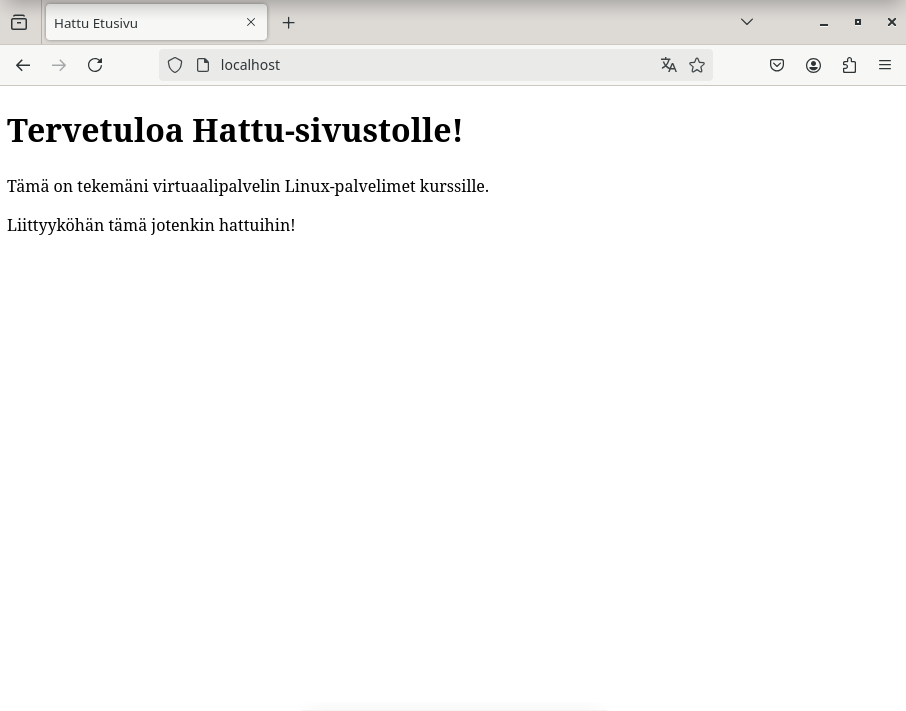 Hattu Etusivu
localhost
Tervetuloa Hattu-sivustolle!
Tämä on tekemäni virtuaalipalvelin Linux-palvelimet kurssille.
Liittyyköhän tämä jotenkin hattuihin!